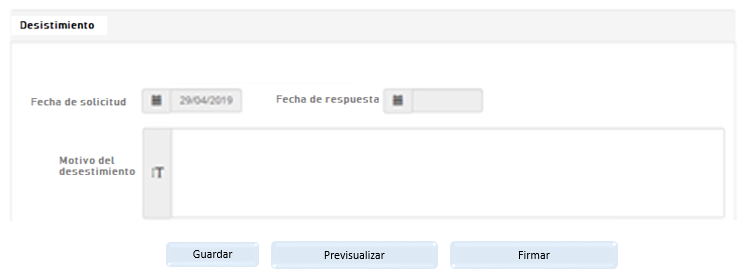 Desistimiento
Fecha de solicitud 29/04/2019 Fecha de respuesta
Motivo del
desestimiento
Guardar Previsualizar Firmar